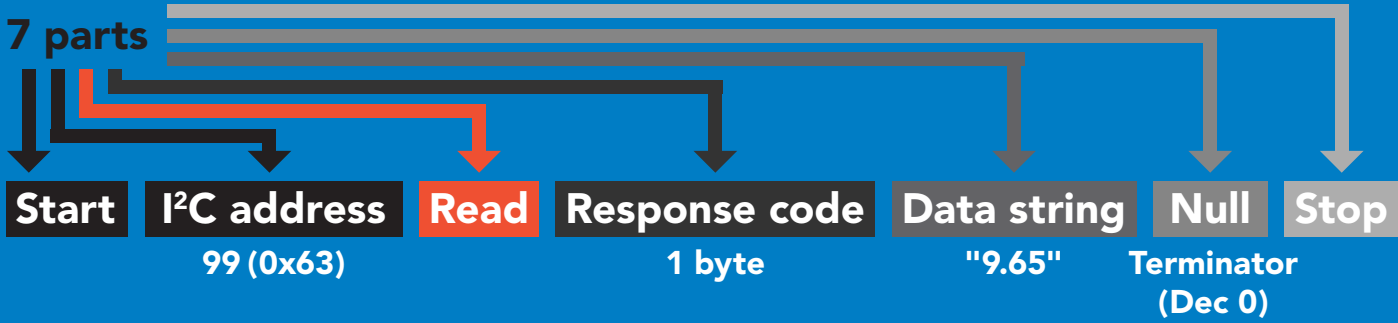 7 parts
Start I²C address Read Response code Data string Null Stop
99 (0x63) 1 byte "9.65" Terminator
(Dec 0)